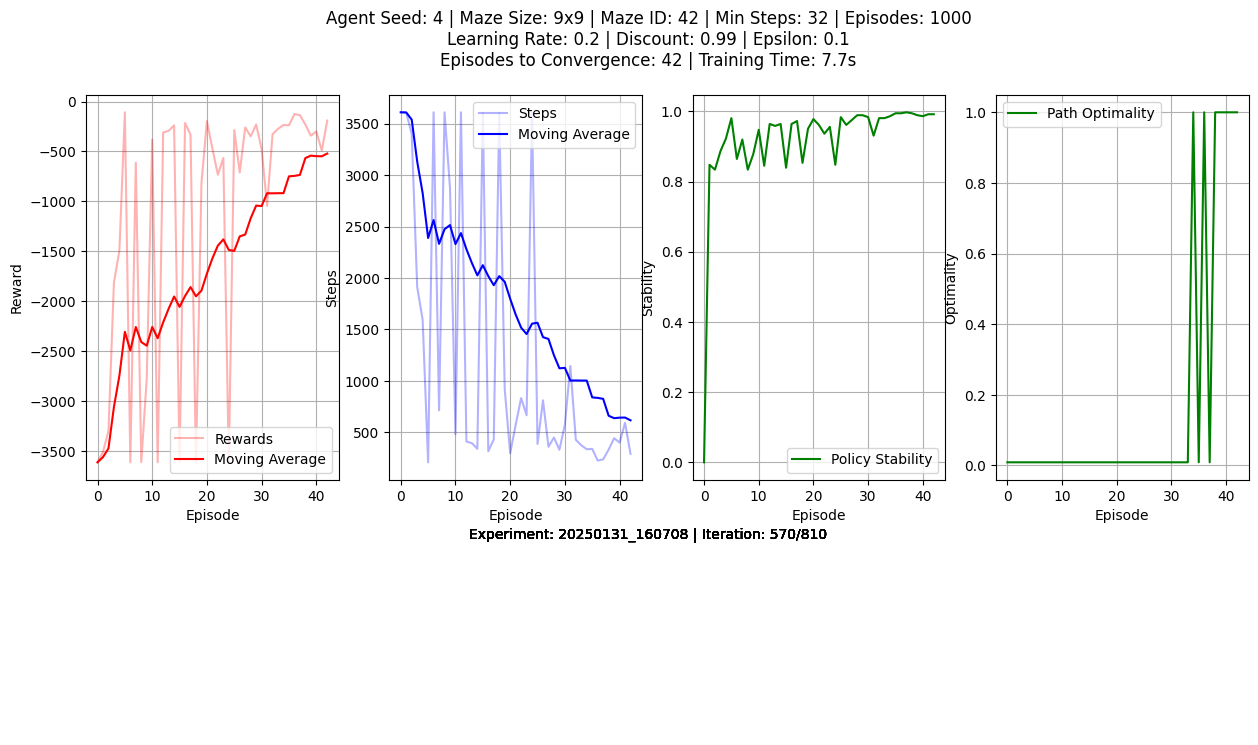 Agent Seed: 4 | Maze Size: 9x9 | Maze ID: 42 | Min Steps: 32 | Episodes: 1000
Learning Rate: 0.2 | Discount: 0.99 | Epsilon: 0.1
Episodes to Convergence: 42 | Training Time: 7.7s
0
−500
−1000
−1500
−2000
−2500
−3000
−3500
Reward
0 10 20 30 40
Episode
Rewards
Moving Average
3500
3000
2500
2000
1500
1000
500
Steps
0 10 20 30 40
Episode
Steps
Moving Average
1.0
0.8
0.6
0.4
0.2
0.0
Stability
0 10 20 30 40
Episode
Policy Stability
1.0
0.8
0.6
0.4
0.2
0.0
Optimality
0 10 20 30 40
Episode
Path Optimality
Experiment: 20250131_160708 | Iteration: 570/810